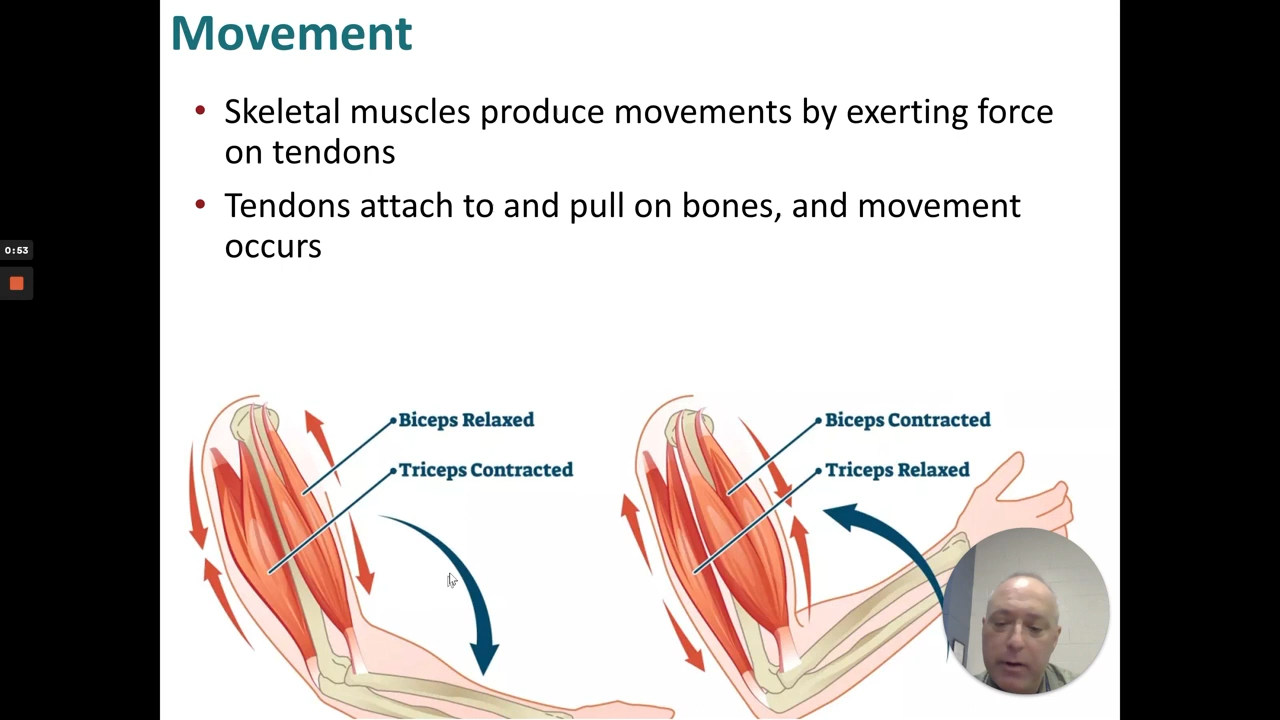 Movement
• Skeletal muscles produce movements by exerting force
on tendons
• Tendons attach to and pull on bones, and movement
occurs
0:53
Biceps Relaxed
Triceps Contracted
Biceps Contracted
Triceps Relaxed